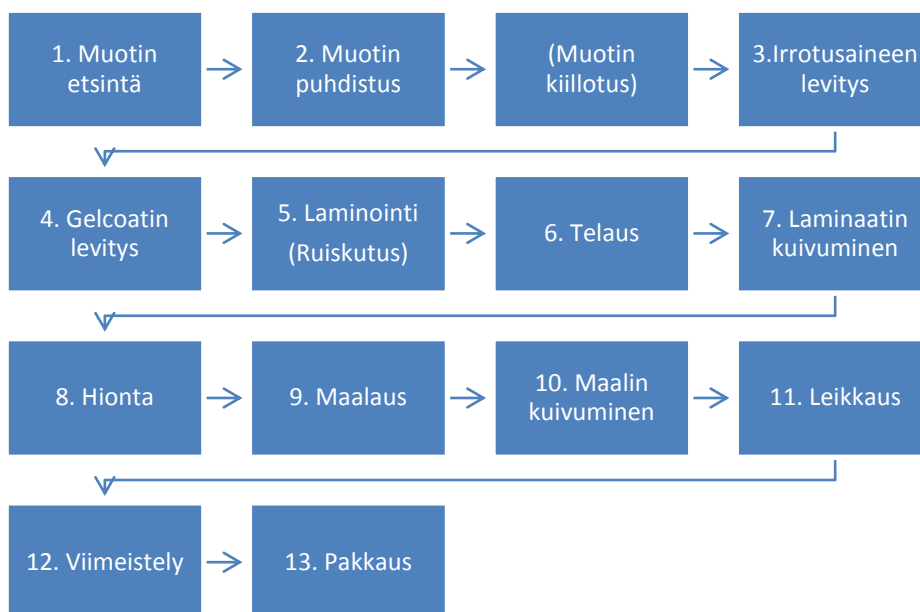 1. Muotin
etsintä
2. Muotin
puhdistus
(Muotin
kiillotus)
3.Irrotusaineen
levitys
4. Gelcoatin
levitys
5. Laminointi
(Ruiskutus)
6. Telaus
7. Laminaatin
kuivuminen
8. Hionta
9. Maalaus
10. Maalin
kuivuminen
11. Leikkaus
12. Viimeistely
13. Pakkaus